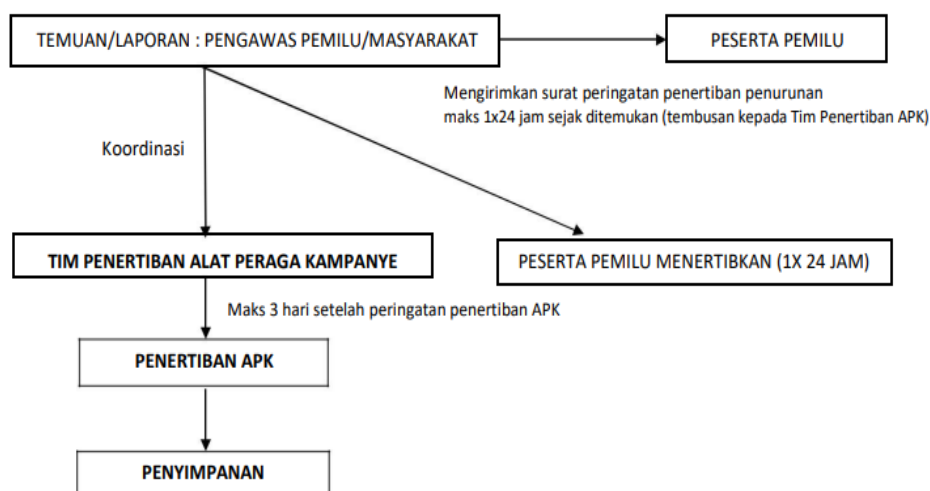 TEMUAN/LAPORAN : PENGAWAS PEMILU/MASYARAKAT
PESERTA PEMILU
Mengirimkan surat peringatan penertiban penurunan
maks 1x24 jam sejak ditemukan (tembusan kepada Tim Penertiban APK)
Koordinasi
TIM PENERTIBAN ALAT PERAGA KAMPANYE
PESERTA PEMILU MENERTIBKAN (1X 24 JAM)
Maks 3 hari setelah peringatan penertiban APK
PENERTIBAN APK
PENYIMPANAN